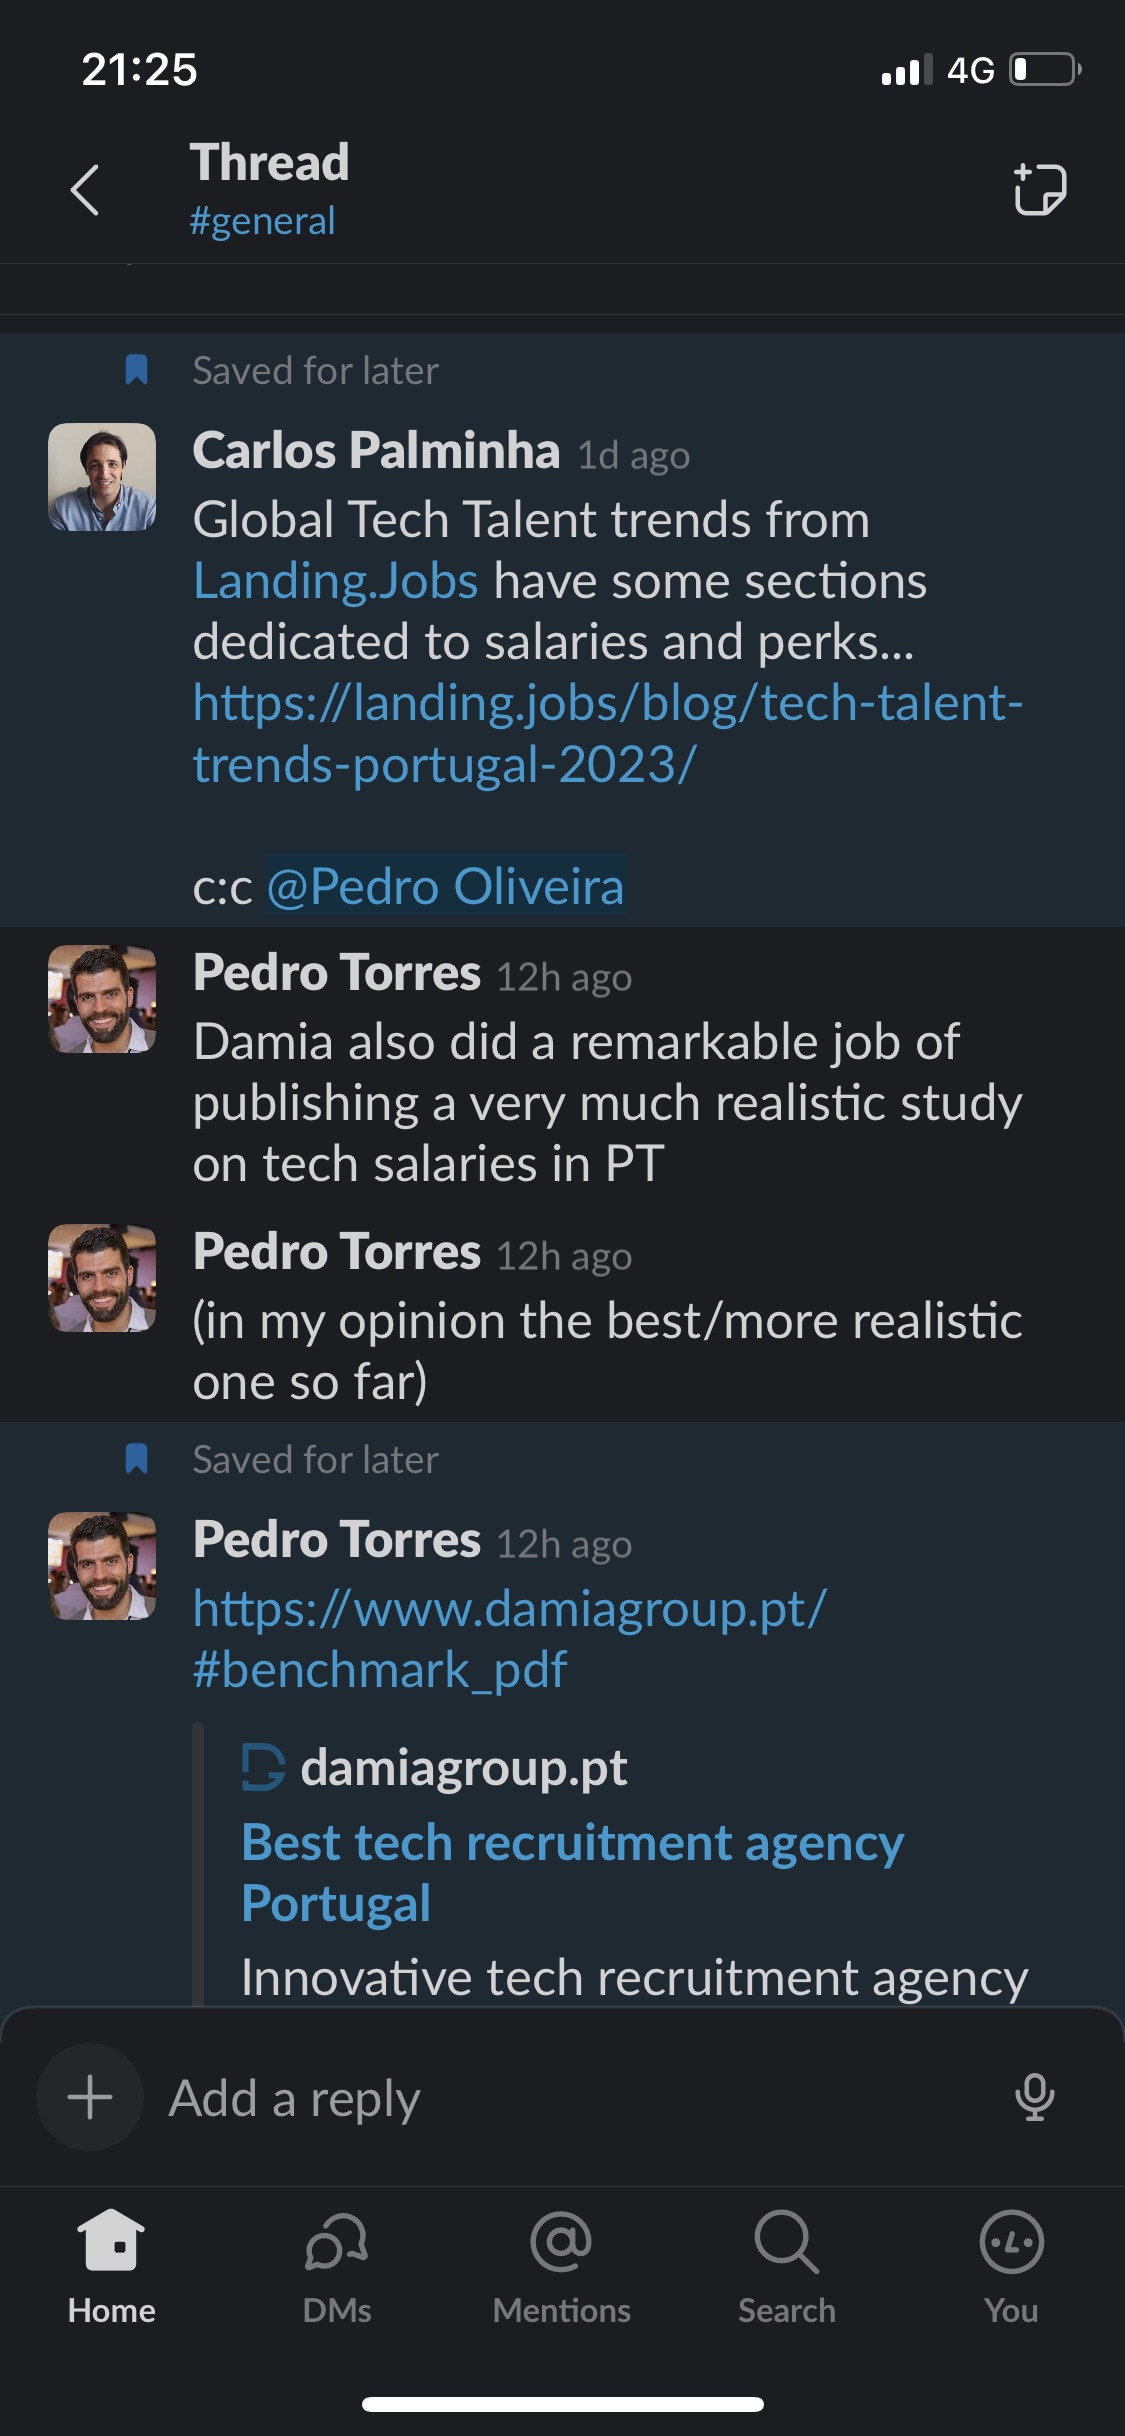 21:25
4G
Thread
#general
Saved for later
Carlos Palminha 1d ago
Global Tech Talent trends from
Landing.Jobs have some sections
dedicated to salaries and perks...
https://landing.jobs/blog/tech-talent-
trends-portugal-2023/
c:c @Pedro Oliveira
Pedro Torres 12h ago
Damia also did a remarkable job of
publishing a very much realistic study
on tech salaries in PT
Pedro Torres 12h ago
(in my opinion the best/more realistic
one so far)
Saved for later
Pedro Torres 12h ago
https://www.damiagroup.pt/
#benchmark_pdf
damiagroup.pt
Best tech recruitment agency
Portugal
Innovative tech recruitment agency
Add a reply
Home
DMs
Mentions
Search
You